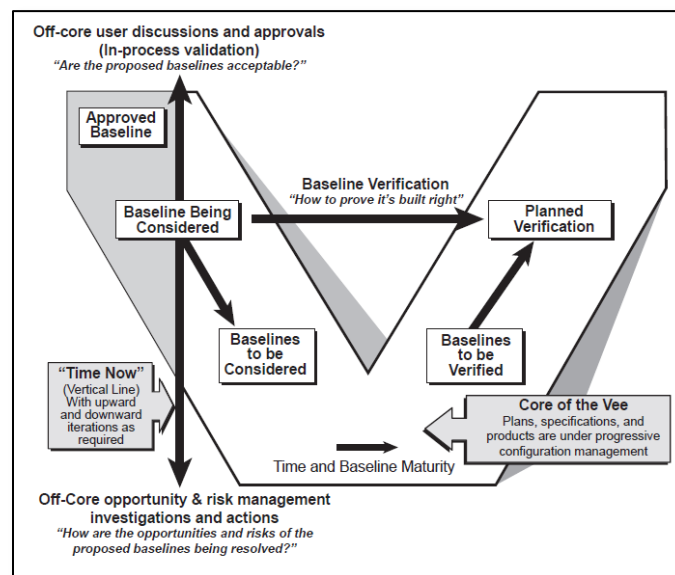 Off-core user discussions and approvals
(In-process validation)
“Are the proposed baselines acceptable?”
Approved
Baseline
Baseline Verification
“How to prove it’s built right”
Baseline Being
Considered
Planned
Verification
Baselines
to be
Considered
Baselines
to be
Verified
“Time Now”
(Vertical Line)
With upward
and downward
iterations as
required
Core of the Vee
Plans, specifications, and
products are under progressive
configuration management
Time and Baseline Maturity
Off-Core opportunity & risk management
investigations and actions
“How are the opportunities and risks of the
proposed baselines being resolved?”